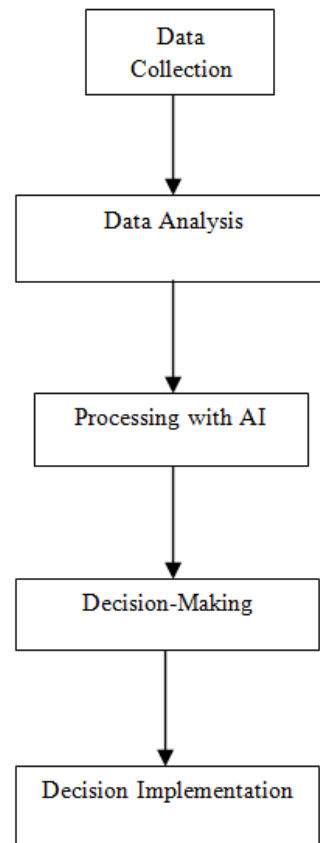 Data
Collection
Data Analysis
Processing with AI
Decision-Making
Decision Implementation